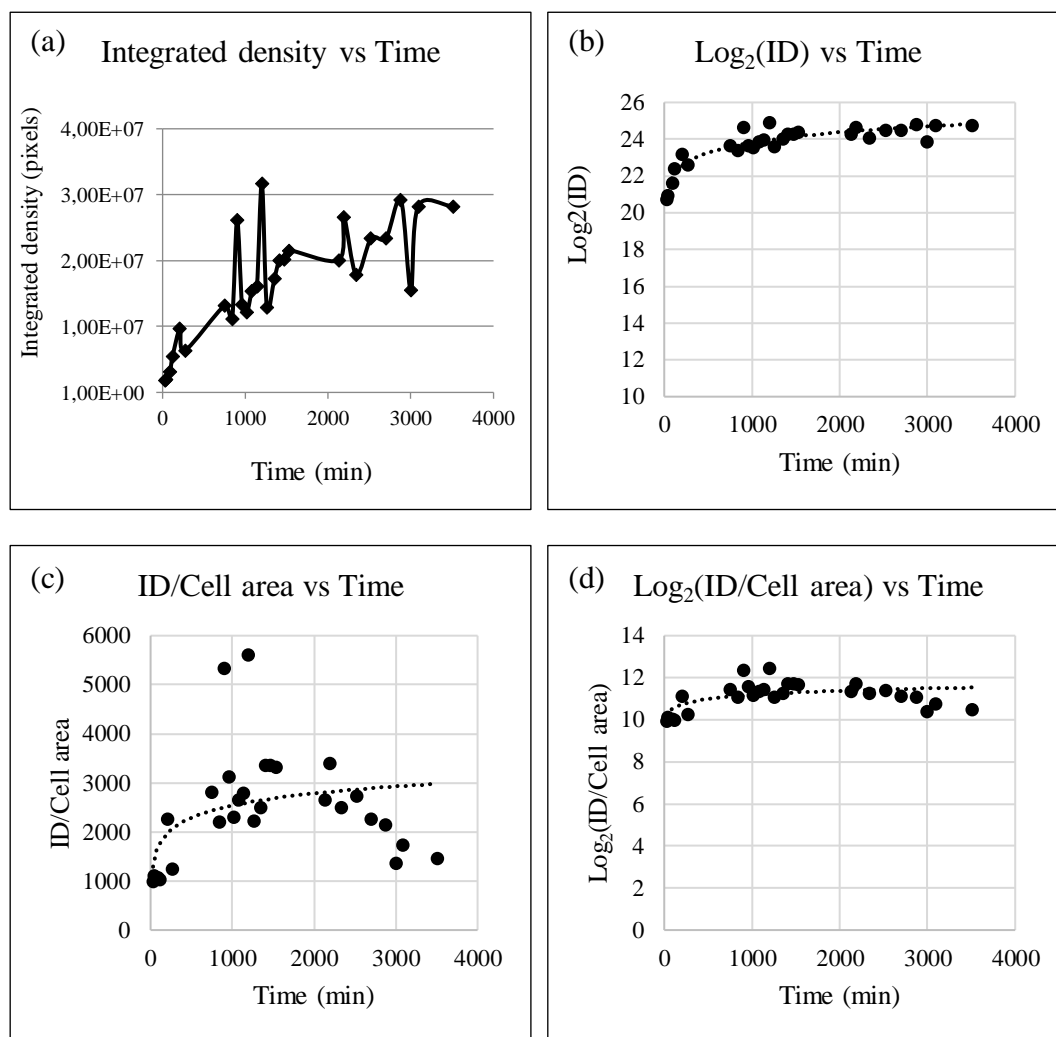 (a)
Integrated density vs Time
Integrated density (pixels)
4,00E+07
3,00E+07
2,00E+07
1,00E+07
1,00E+00
0 1000 2000 3000 4000
Time (min)
(b)
Log₂(ID) vs Time
Log2(ID)
26
24
22
20
18
16
14
12
10
0 1000 2000 3000 4000
Time (min)
(c)
ID/Cell area vs Time
ID/Cell area
6000
5000
4000
3000
2000
1000
0
0 1000 2000 3000 4000
Time (min)
(d)
Log₂(ID/Cell area) vs Time
Log₂(ID/Cell area)
14
12
10
8
6
4
2
0
0 1000 2000 3000 4000
Time (min)